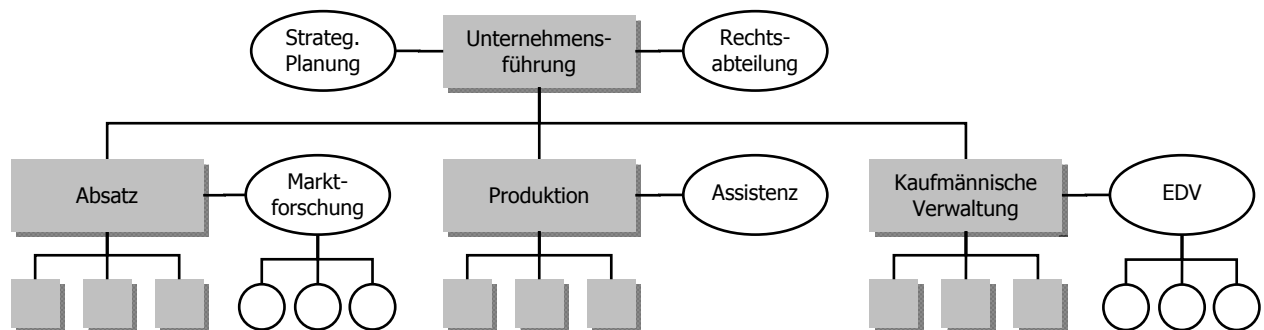 Strateg.
Planung
Unternehmens-
führung
Rechts-
abteilung
Absatz
Markt-
forschung
Produktion
Assistenz
Kaufmännische
Verwaltung
EDV